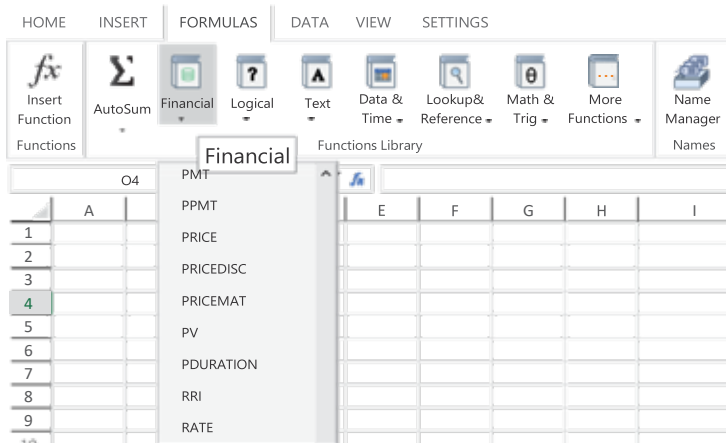 HOME INSERT FORMULAS DATA VIEW SETTINGS
fx
Insert Function
Σ
AutoSum
Financial
?
Logical
A
Text
Data & Time
Lookup& Reference
θ
Math & Trig
More Functions
Name Manager
Functions
Functions Library
Names
Financial
O4
fx
PMT
PPMT
PRICE
PRICEDISC
PRICEMAT
PV
PDURATION
RRI
RATE
A E F G H I
1
2
3
4
5
6
7
8
9